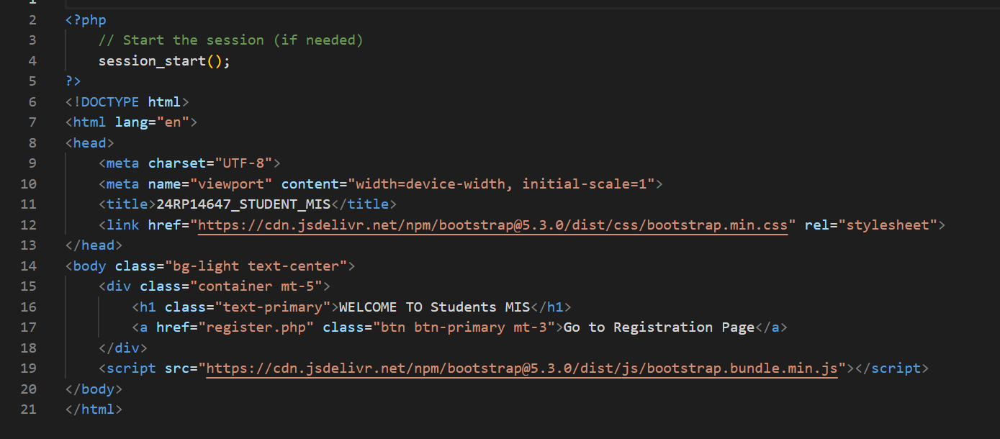 1
2 <?php
3     // Start the session (if needed)
4     session_start();
5 ?>
6 <!DOCTYPE html>
7 <html lang="en">
8 <head>
9     <meta charset="UTF-8">
10     <meta name="viewport" content="width=device-width, initial-scale=1">
11     <title>24RP14647_STUDENT_MIS</title>
12     <link href="https://cdn.jsdelivr.net/npm/bootstrap@5.3.0/dist/css/bootstrap.min.css" rel="stylesheet">
13 </head>
14 <body class="bg-light text-center">
15     <div class="container mt-5">
16         <h1 class="text-primary">WELCOME TO Students MIS</h1>
17         <a href="register.php" class="btn btn-primary mt-3">Go to Registration Page</a>
18     </div>
19     <script src="https://cdn.jsdelivr.net/npm/bootstrap@5.3.0/dist/js/bootstrap.bundle.min.js"></script>
20 </body>
21 </html>